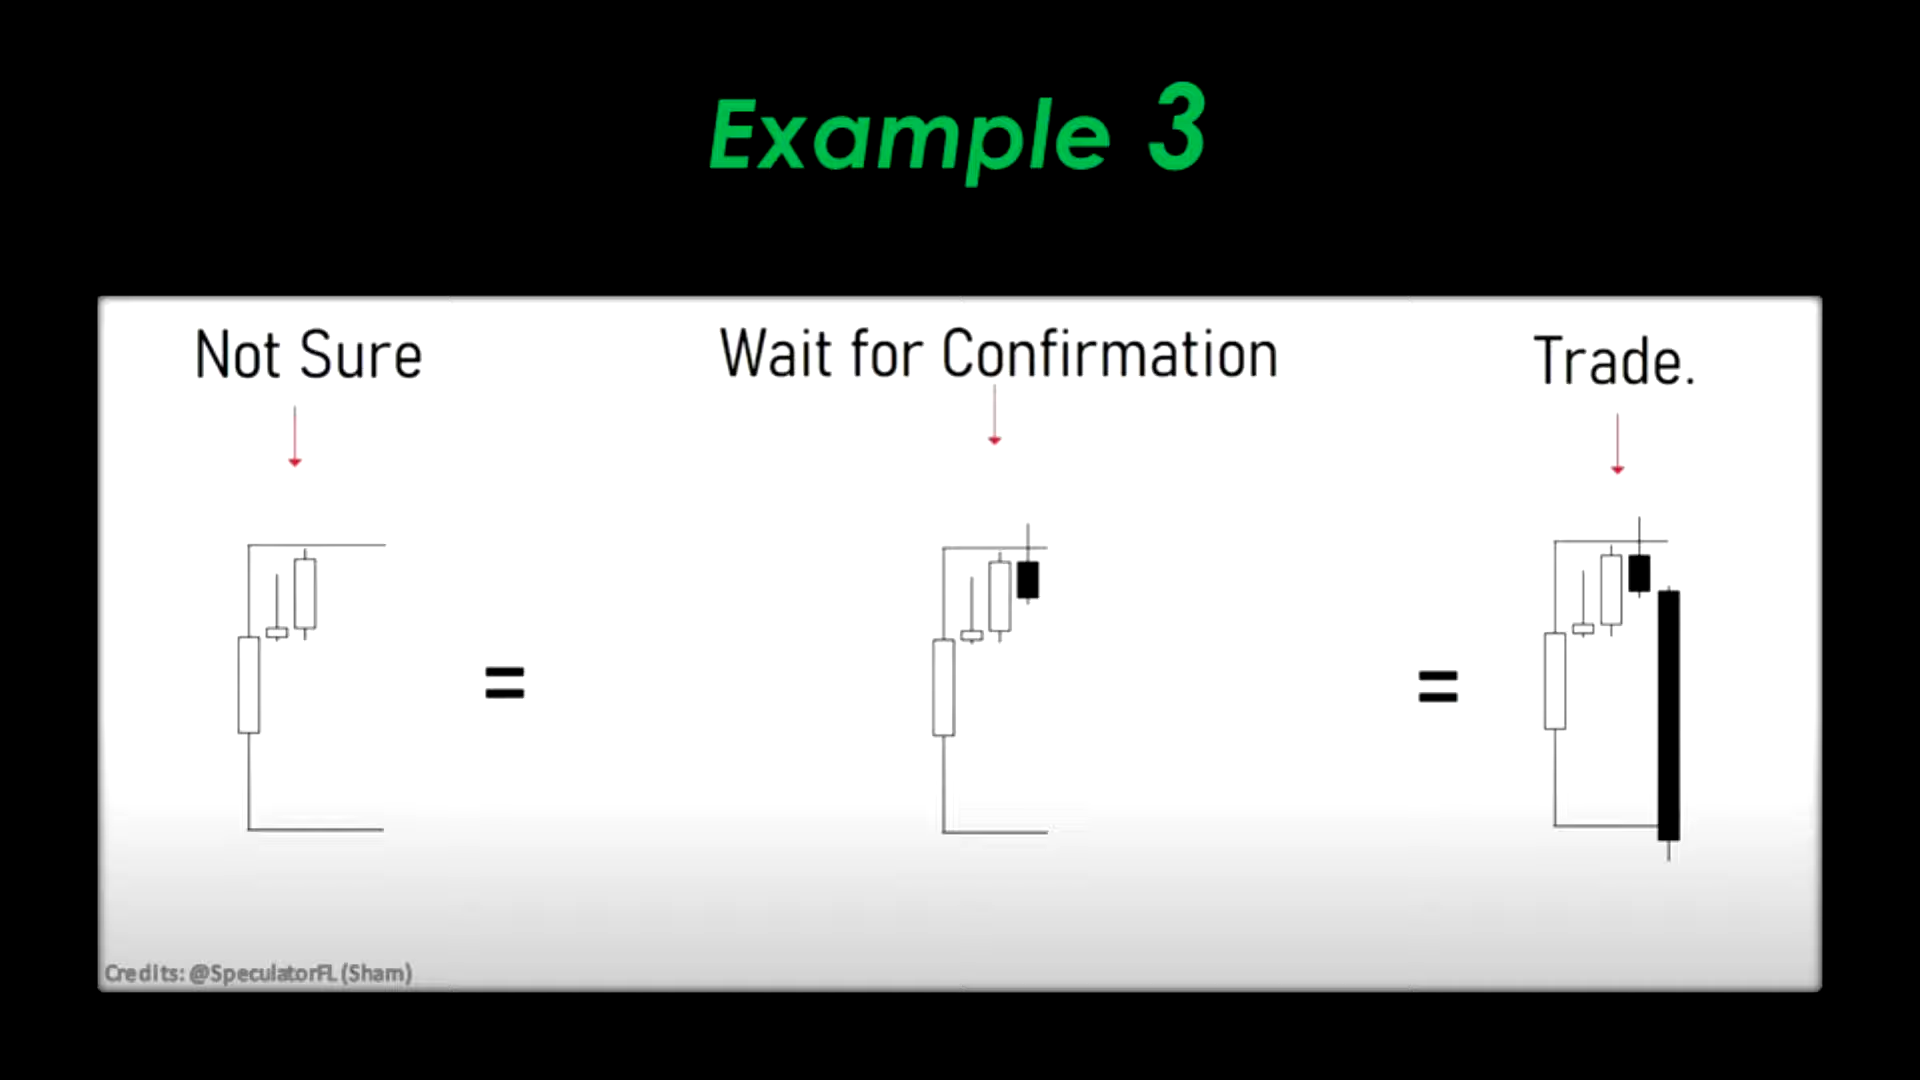 Example 3
Not Sure
Wait for Confirmation
Trade.
=
=
Credits: @SpeculatorFL (Sham)